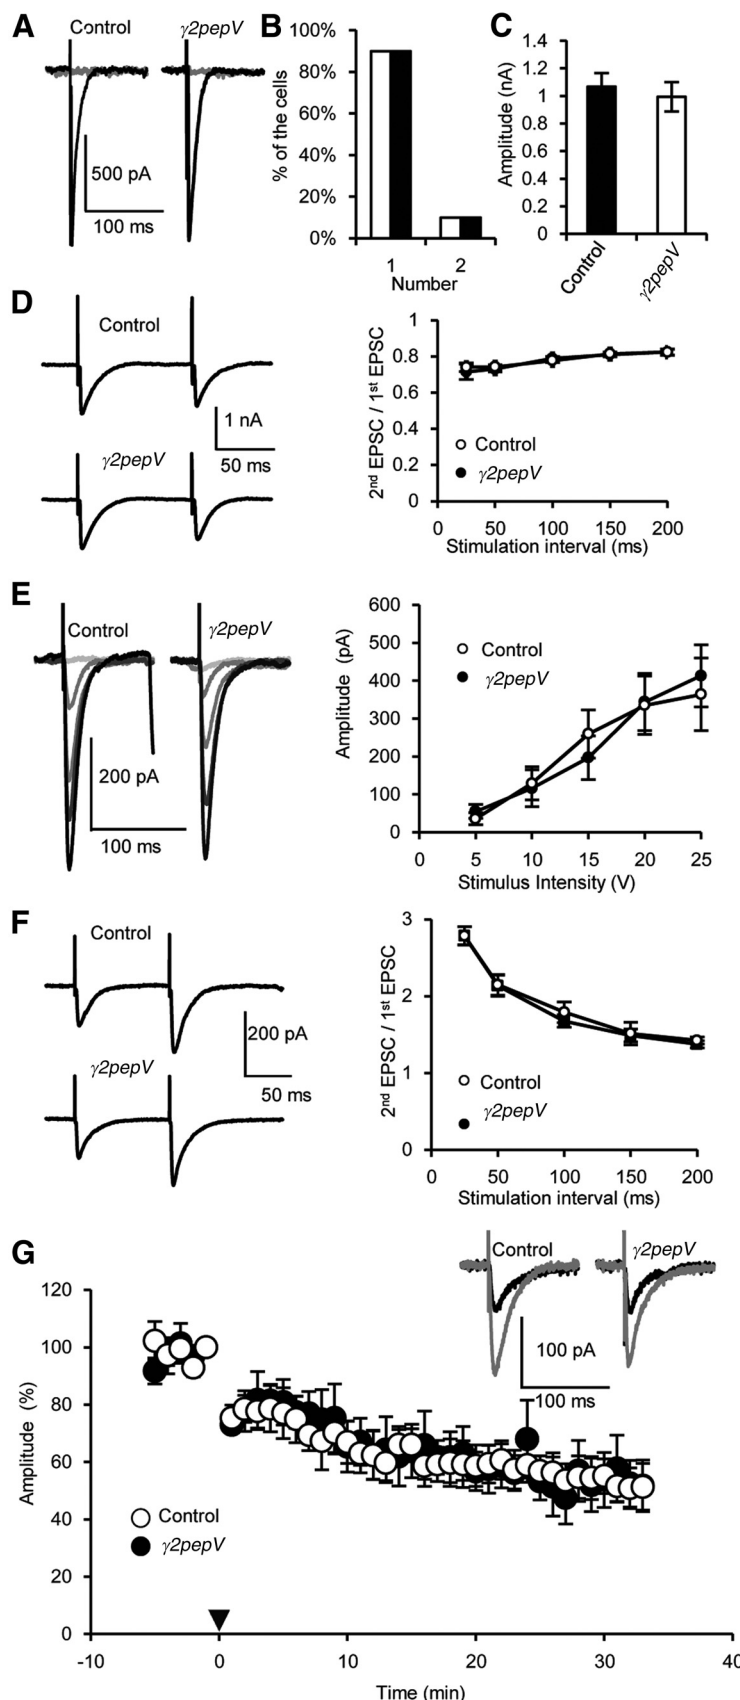 A
Control
γ2pepV
500 pA
100 ms
B
% of the cells
100%
80%
60%
40%
20%
0%
1
2
Number
C
Amplitude (nA)
1.4
1.2
1
0.8
0.6
0.4
0.2
0
Control
γ2pepV
D
Control
γ2pepV
1 nA
50 ms
2nd EPSC / 1st EPSC
1
0.8
0.6
0.4
0.2
0
Control
γ2pepV
0 50 100 150 200
Stimulation interval (ms)
E
Control
γ2pepV
200 pA
100 ms
Amplitude (pA)
600
500
400
300
200
100
0
Control
γ2pepV
0 5 10 15 20 25
Stimulus Intensity (V)
F
Control
γ2pepV
200 pA
50 ms
2nd EPSC / 1st EPSC
3
2
1
0
Control
γ2pepV
0 50 100 150 200
Stimulation interval (ms)
G
Control
γ2pepV
100 pA
100 ms
Amplitude (%)
120
100
80
60
40
20
0
Control
γ2pepV
-10 0 10 20 30 40
Time (min)